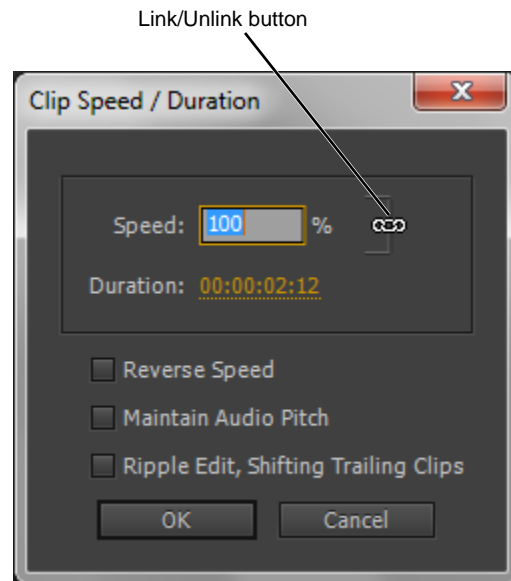 Link/Unlink button
Clip Speed / Duration
Speed: 100 %
Duration: 00:00:02:12
Reverse Speed
Maintain Audio Pitch
Ripple Edit, Shifting Trailing Clips
OK Cancel